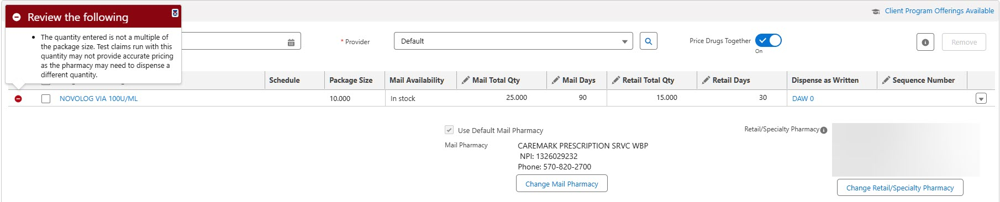 Review the following
Client Program Offerings Available
The quantity entered is not a multiple of
the package size. Test claims run with this
quantity may not provide accurate pricing
as the pharmacy may need to dispense a
different quantity.
* Provider
Default
Price Drugs Together
On
Remove
Schedule Package Size Mail Availability Mail Total Qty Mail Days Retail Total Qty Retail Days Dispense as Written Sequence Number
NOVOLOG VIA 100U/ML 10.000 In stock 25.000 90 15.000 30 DAW 0
Use Default Mail Pharmacy
Retail/Specialty Pharmacy
Mail Pharmacy
CAREMARK PRESCRIPTION SRVC WBP
NPI: 1326029232
Phone: 570-820-2700
Change Mail Pharmacy
Change Retail/Specialty Pharmacy